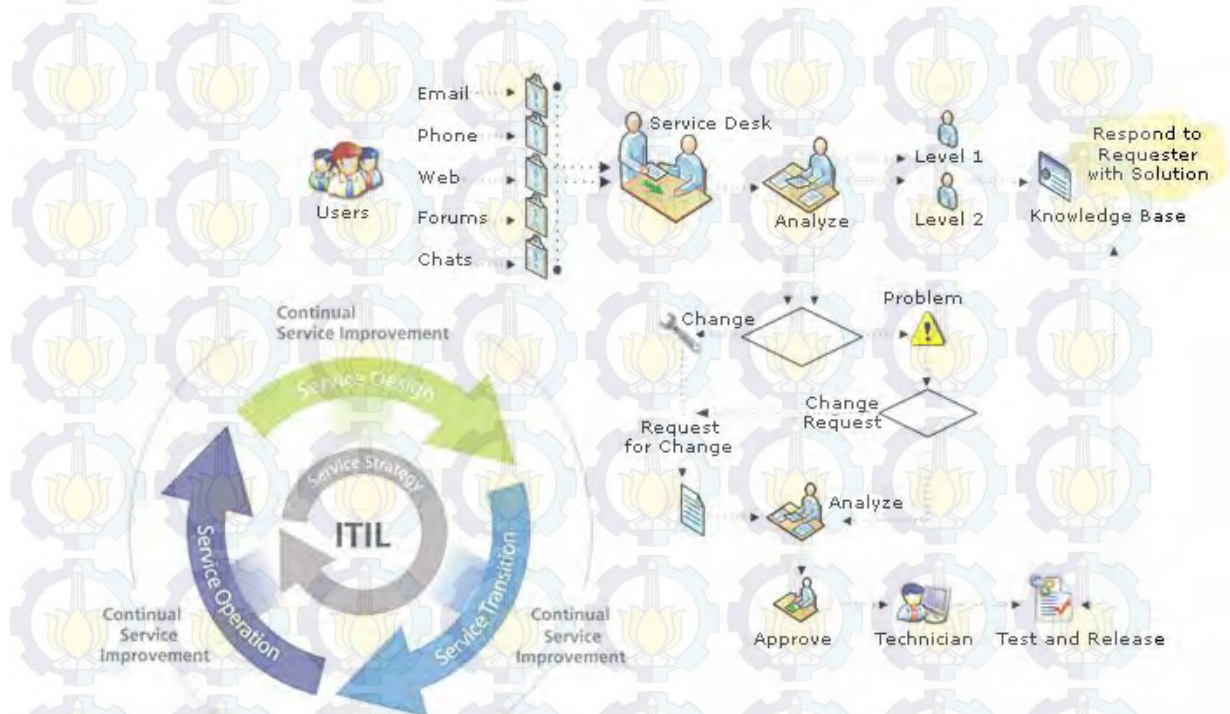 Email
Phone
Web
Forums
Chats
Users
Service Desk
Analyze
Level 1
Level 2
Respond to
Requester
with Solution
Knowledge Base
Change
Problem
Change
Request
Request
for Change
Analyze
Approve
Technician
Test and Release
Continual
Service Improvement
Service Design
Service Strategy
ITIL
Service Operation
Service Transition
Continual
Service
Improvement
Continual
Service
Improvement